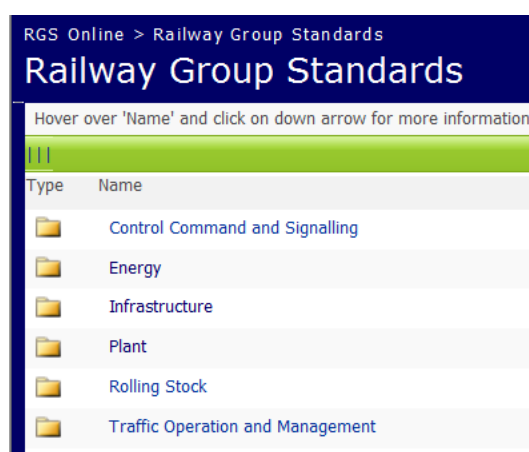 RGS Online > Railway Group Standards
Railway Group Standards
Hover over 'Name' and click on down arrow for more information
|||
Type Name
Control Command and Signalling
Energy
Infrastructure
Plant
Rolling Stock
Traffic Operation and Management